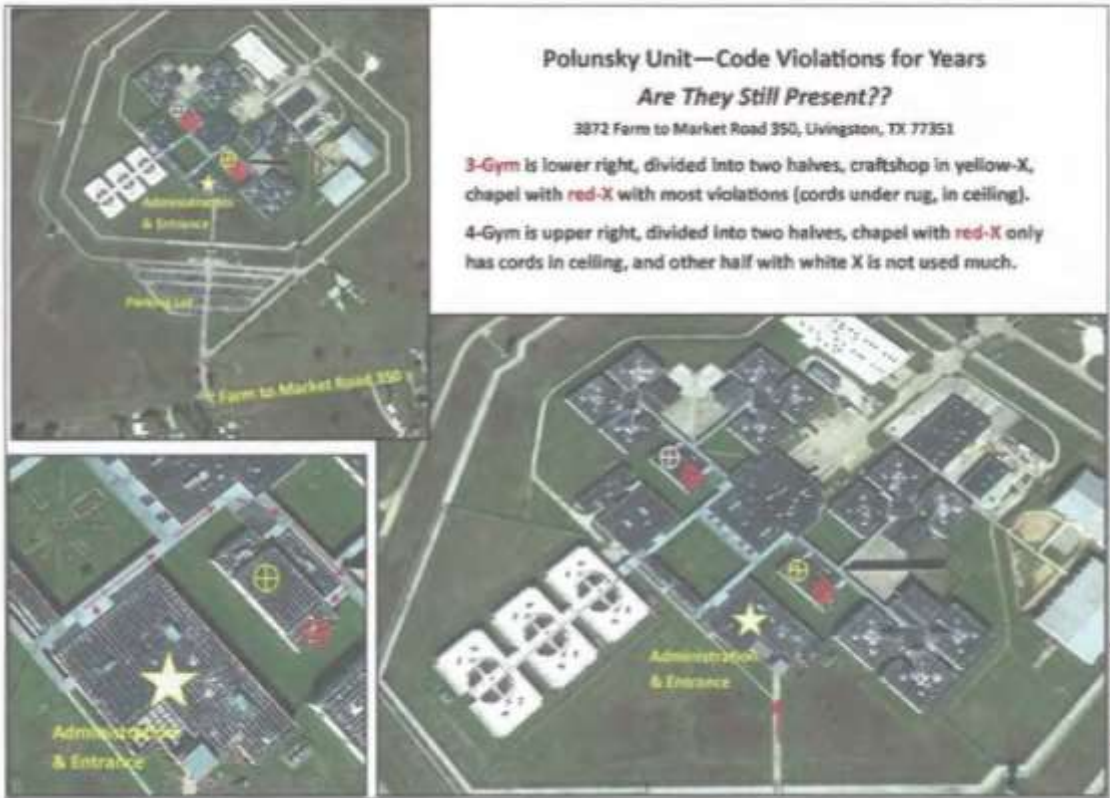 Polunsky Unit—Code Violations for Years
Are They Still Present??
3872 Farm to Market Road 350, Livingston, TX 77351
3-Gym is lower right, divided into two halves, craftshop in yellow-X,
chapel with red-X with most violations (cords under rug, in ceiling).
4-Gym is upper right, divided into two halves, chapel with red-X only
has cords in ceiling, and other half with white X is not used much.
Administration
& Entrance
Parking Lot
Farm to Market Road 350
Administration
& Entrance
Administration
& Entrance